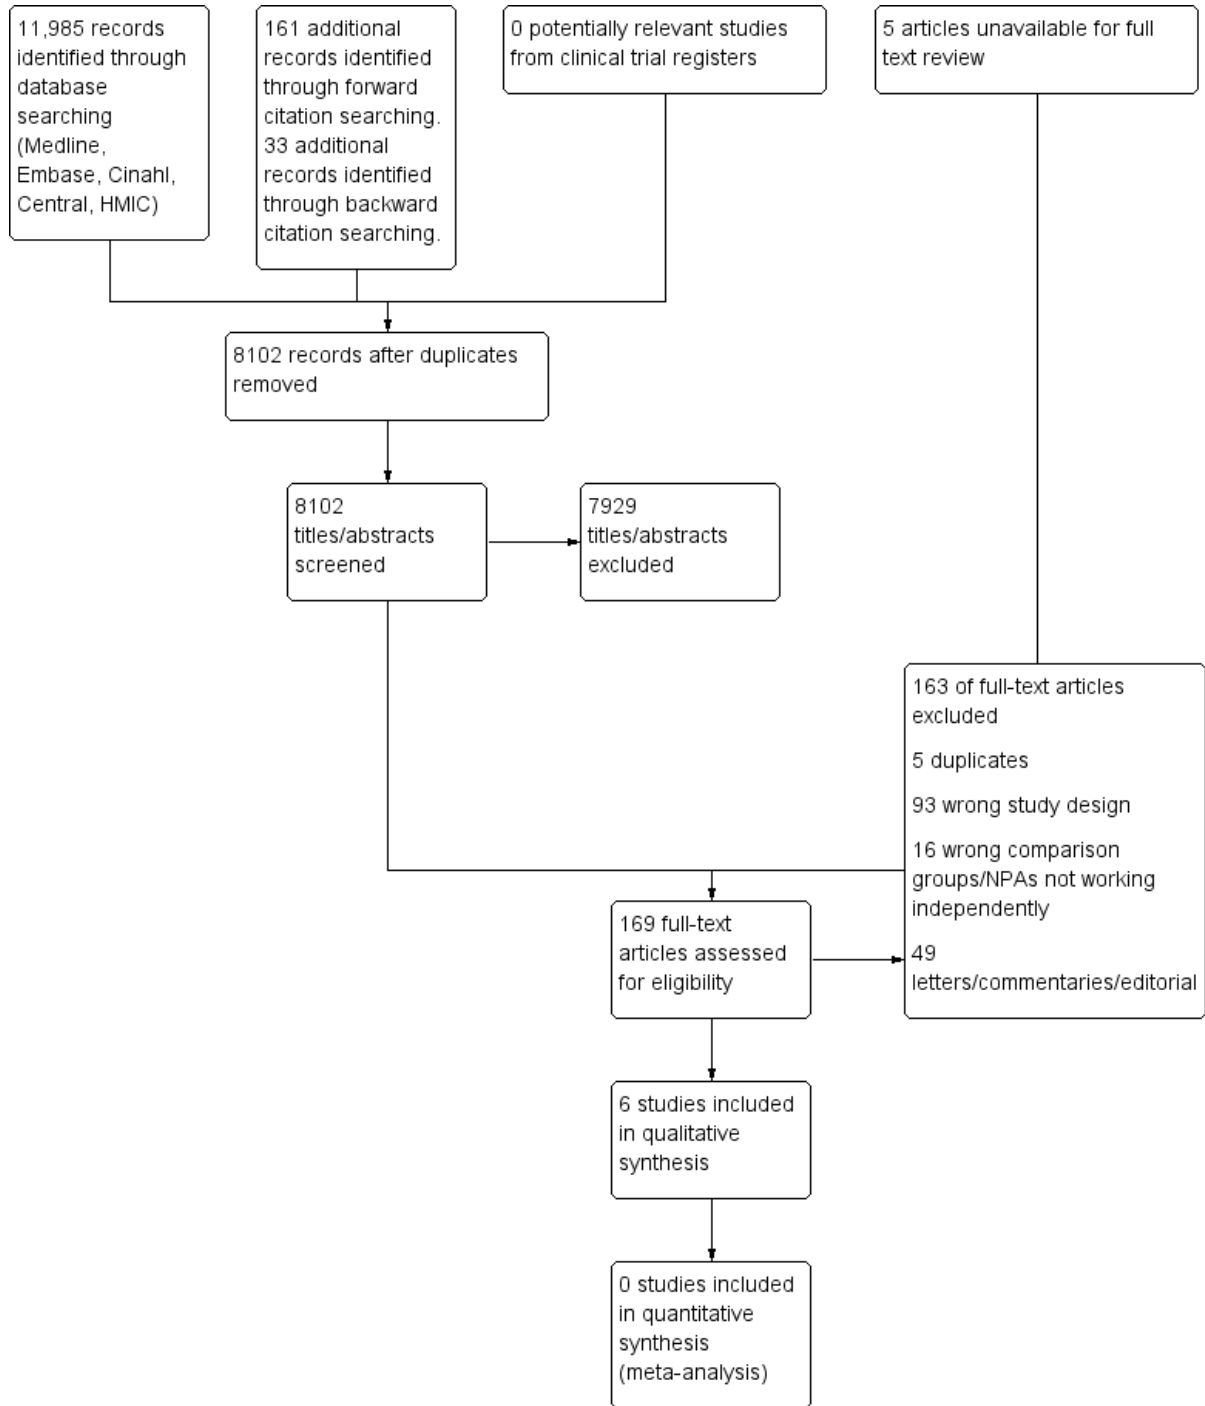 11,985 records
identified through
database
searching
(Medline,
Embase, Cinahl,
Central, HMIC)
161 additional
records identified
through forward
citation searching.
33 additional
records identified
through backward
citation searching.
0 potentially relevant studies
from clinical trial registers
5 articles unavailable for full
text review
8102 records after duplicates
removed
8102
titles/abstracts
screened
7929
titles/abstracts
excluded
163 of full-text articles
excluded
5 duplicates
93 wrong study design
16 wrong comparison
groups/NPAs not working
independently
49
letters/commentaries/editorial
169 full-text
articles assessed
for eligibility
6 studies included
in qualitative
synthesis
0 studies included
in quantitative
synthesis
(meta-analysis)